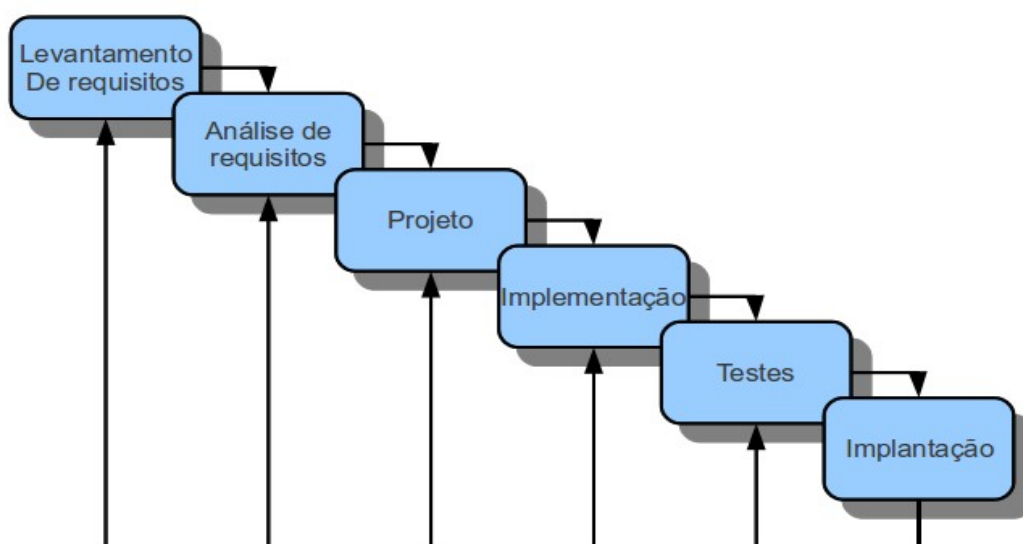 Levantamento
De requisitos
Análise de
requisitos
Projeto
Implementação
Testes
Implantação